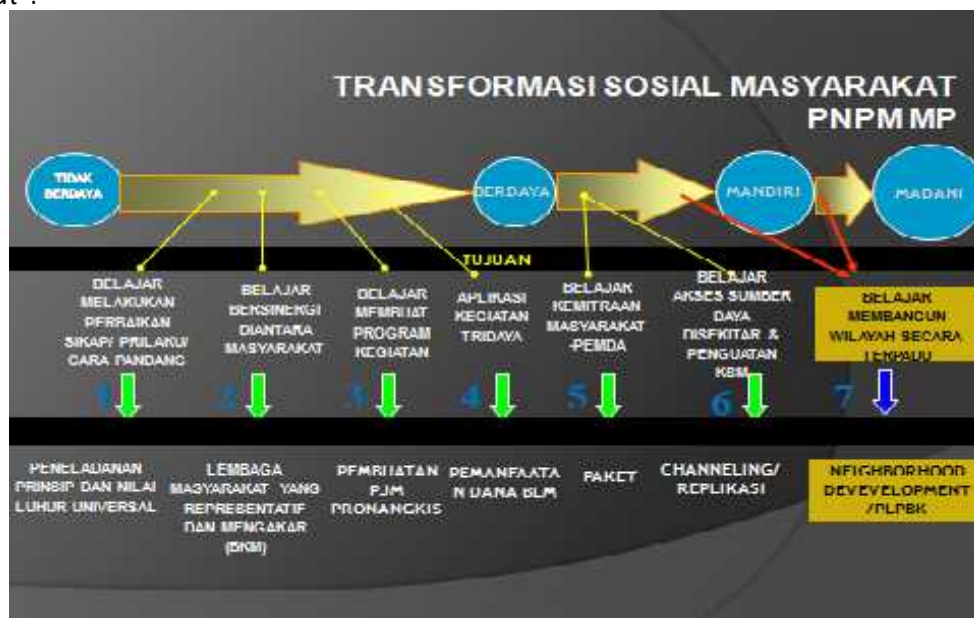 TRANSFORMASI SOSIAL MASYARAKAT
PNPM MP
TIDAK
BERDAYA
BERDAYA
MANDIRI
MADANI
TUJUAN
BELAJAR
MELAKUKAN
PERBAIKAN
SIKAP/ PRILAKU/
CARA PANDANG
BELAJAR
BERSINERGI
DIANTARA
MASYARAKAT
BELAJAR
MEMBUAT
PROGRAM
KEGIATAN
APLIKASI
KEGIATAN
TRIDAYA
BELAJAR
KEMITRAAN
MASYARAKAT
-PEMDA
BELAJAR
AKSES SUMBER
DAYA
DISEKITAR &
PENGUATAN
KBM
BELAJAR
MEMBANGUN
WILAYAH SECARA
TERPADU
1
2
3
4
5
6
7
PENELADANAN
PRINSIP DAN NILAI
LUHUR UNIVERSAL
LEMBAGA
MASYARAKAT YANG
REPRESENTATIF
DAN MENGAKAR
(BKM)
PEMBUATAN
PJM
PRONANGKIS
PEMANFAATA
N DANA BLM
PAKET
CHANNELING/
REPLIKASI
NEIGHBORHOOD
DEVEVELOPMENT
/PLPBK